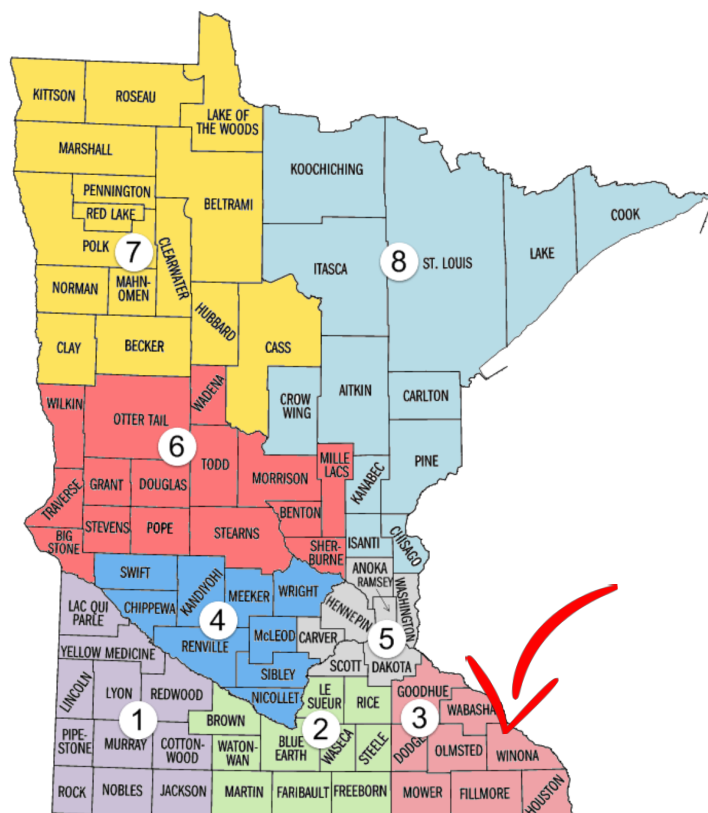 KITTSON
ROSEAU
LAKE OF
THE WOODS
MARSHALL
KOOCHICHING
PENNINGTON
BELTRAMI
RED LAKE
COOK
POLK
7
CLEARWATER
ITASCA
8
ST. LOUIS
LAKE
NORMAN
MAHN-
OMEN
HUBBARD
CLAY
BECKER
CASS
WADENA
AITKIN
CARLTON
WILKIN
CROW
WING
OTTER TAIL
6
TODD
MILLE
LACS
PINE
KANABEC
MORRISON
GRANT
DOUGLAS
TRAVERSE
BENTON
STEVENS
POPE
STEARNS
BIG
STONE
SHER-
BURNE
ISANTI
CHISAGO
SWIFT
KANDIYOHI
MEEKER
WRIGHT
ANOKA
RAMSEY
WASHINGTON
HENNEPIN
LAC QUI
PARLE
CHIPPEWA
4
McLEOD
CARVER
5
RENVILLE
YELLOW MEDICINE
SIBLEY
SCOTT
DAKOTA
LINCOLN
LYON
REDWOOD
NICOLLET
LE
SUEUR
RICE
GOODHUE
WABASHA
1
BROWN
2
3
PIPE-
STONE
MURRAY
COTTON-
WOOD
WATON-
WAN
BLUE
EARTH
WASECA
STEELE
DODGE
OLMSTED
WINONA
ROCK
NOBLES
JACKSON
MARTIN
FARIBAULT
FREEBORN
MOWER
FILLMORE
HOUSTON